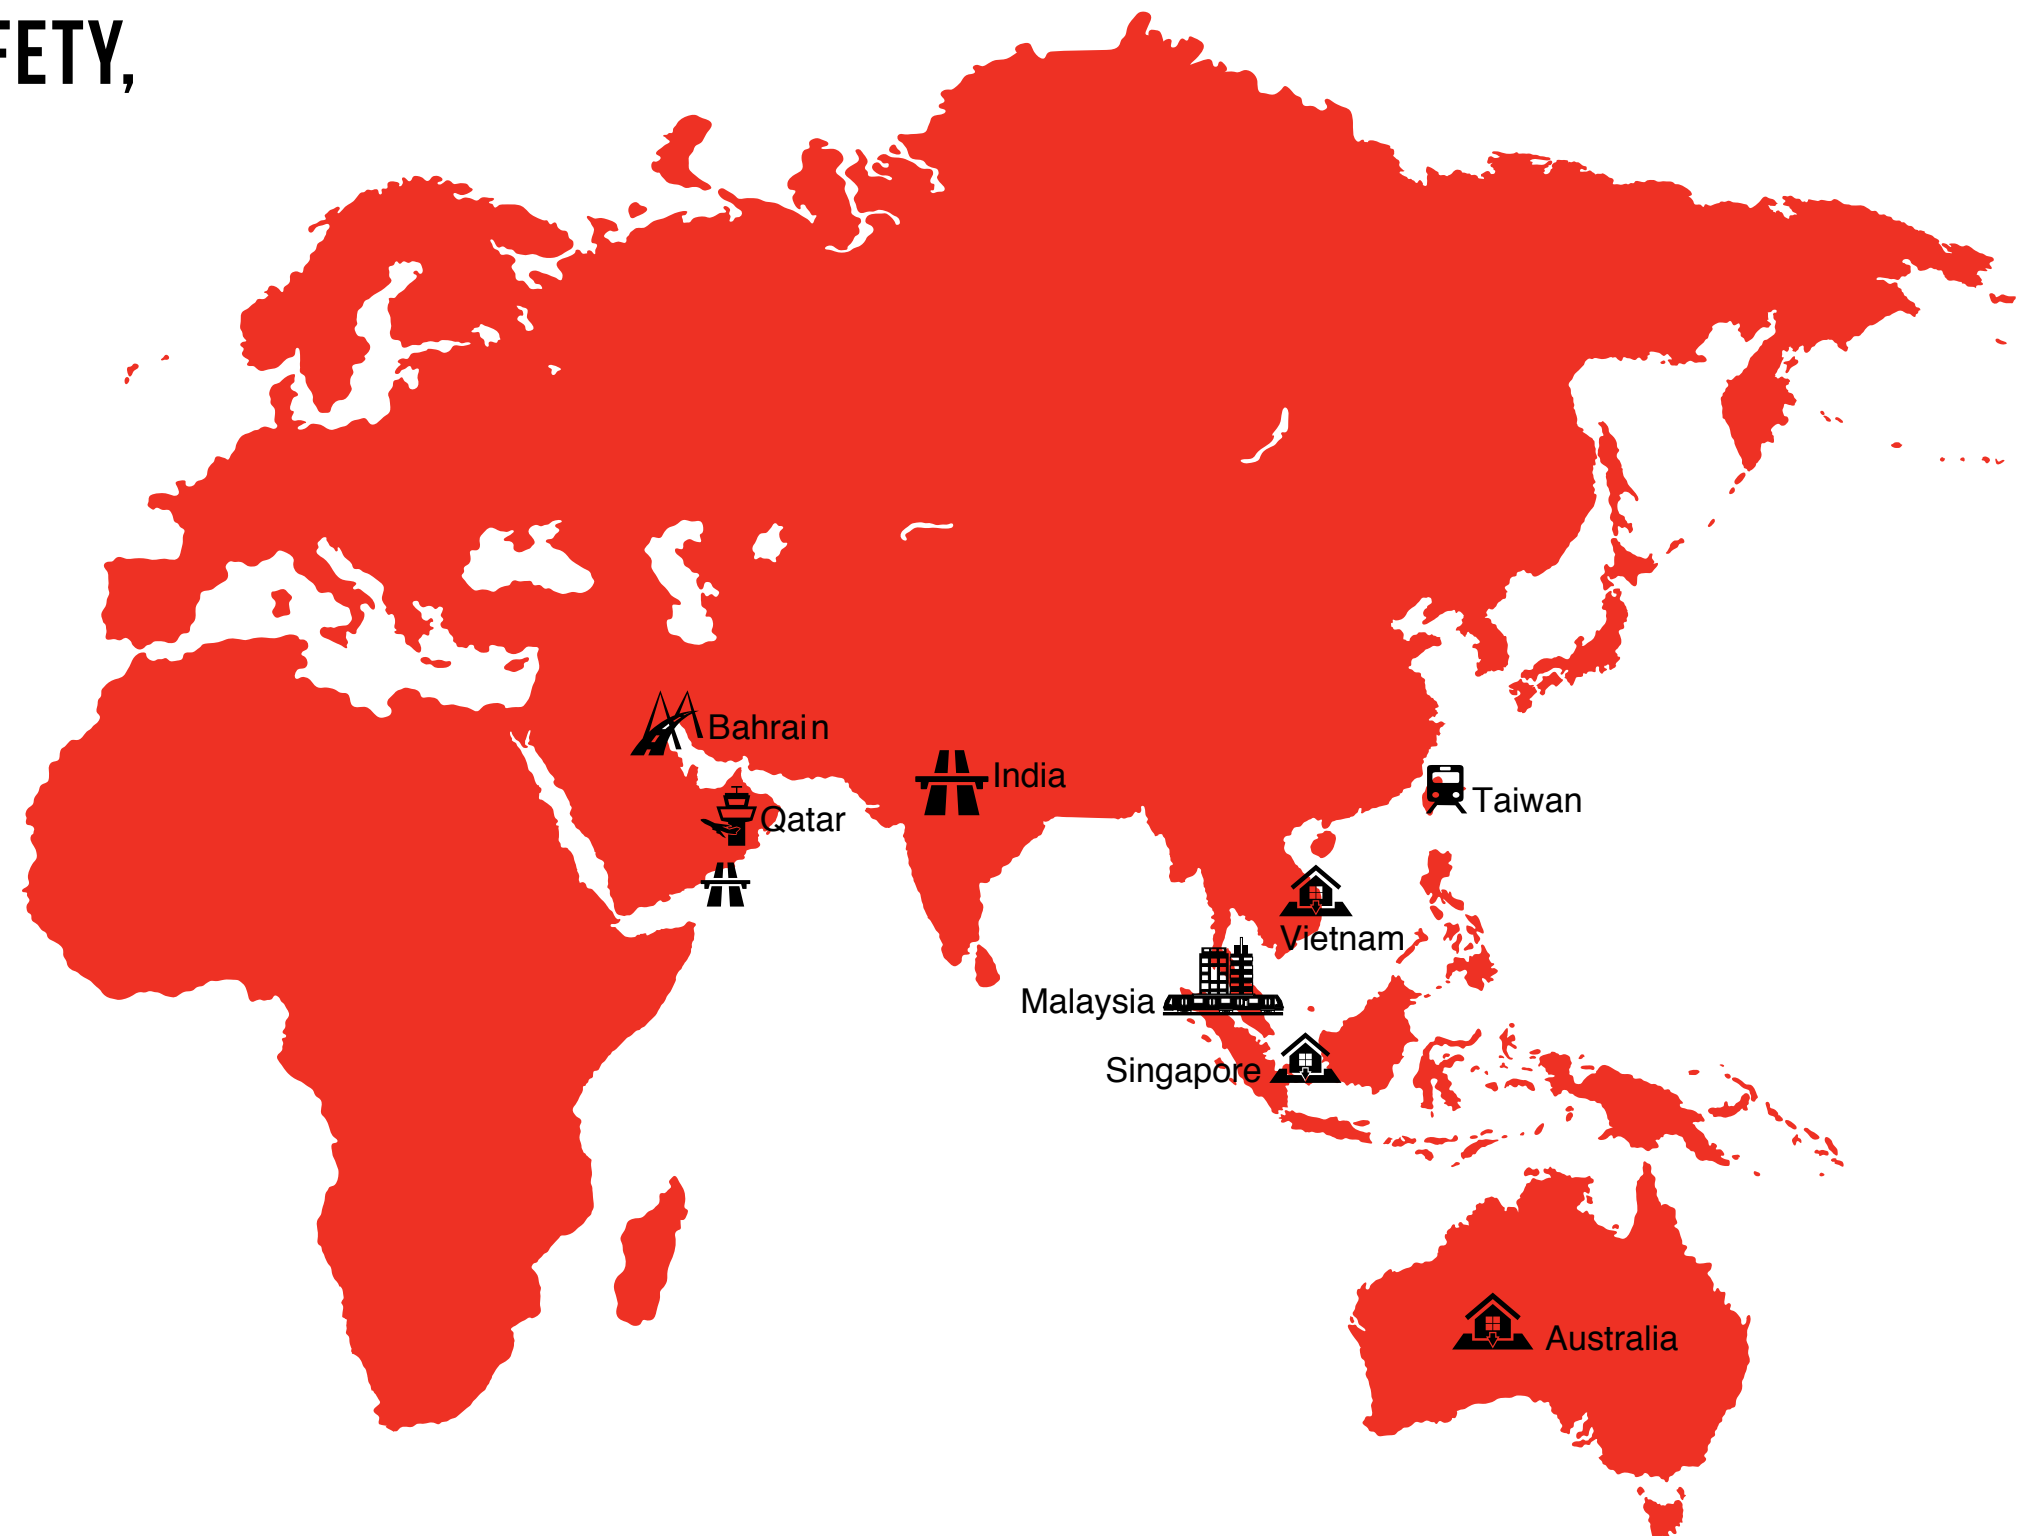 FETY,
Bahrain
India
Taiwan
Qatar
Vietnam
Malaysia
Singapore
Australia